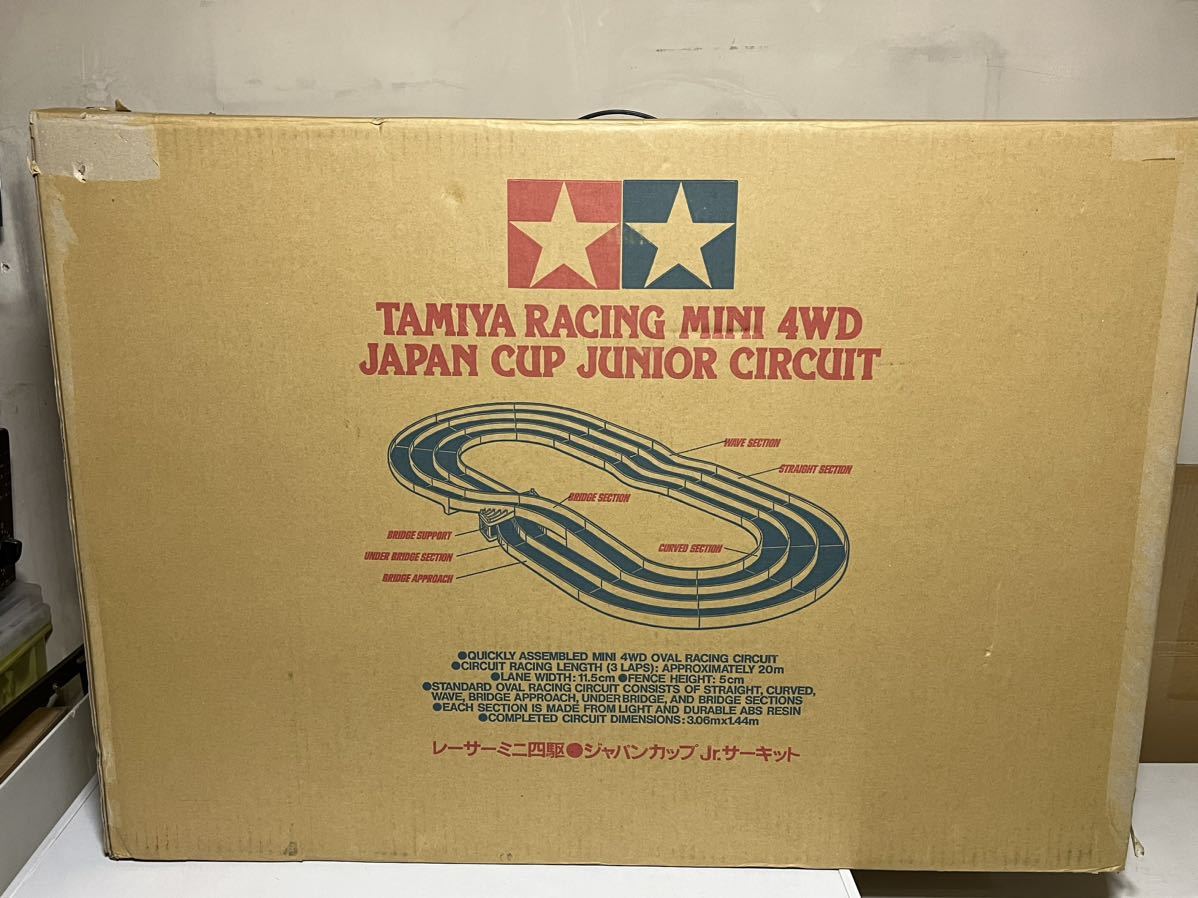 TAMIYA RACING MINI 4WD
JAPAN CUP JUNIOR CIRCUIT
WAVE SECTION
STRAIGHT SECTION
BRIDGE SECTION
BRIDGE SUPPORT
CURVED SECTION
UNDER BRIDGE SECTION
BRIDGE APPROACH
●QUICKLY ASSEMBLED MINI 4WD OVAL RACING CIRCUIT
●CIRCUIT RACING LENGTH (3 LAPS): APPROXIMATELY 20m
●LANE WIDTH: 11.5cm ●FENCE HEIGHT: 5cm
●STANDARD OVAL RACING CIRCUIT CONSISTS OF STRAIGHT, CURVED,
WAVE, BRIDGE APPROACH, UNDER BRIDGE, AND BRIDGE SECTIONS
●EACH SECTION IS MADE FROM LIGHT AND DURABLE ABS RESIN
●COMPLETED CIRCUIT DIMENSIONS: 3.06m×1.44m
レーサーミニ四駆●ジャパンカップ Jr.サーキット